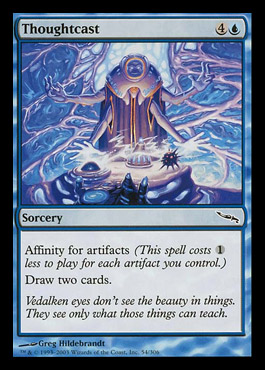 Thoughtcast 4
Sorcery
Affinity for artifacts (This spell costs 1
less to play for each artifact you control.)
Draw two cards.
Vedalken eyes don't see the beauty in things.
They see only what those things can teach.
Greg Hildebrandt
™ & © 1993-2003 Wizards of the Coast, Inc. 54/306